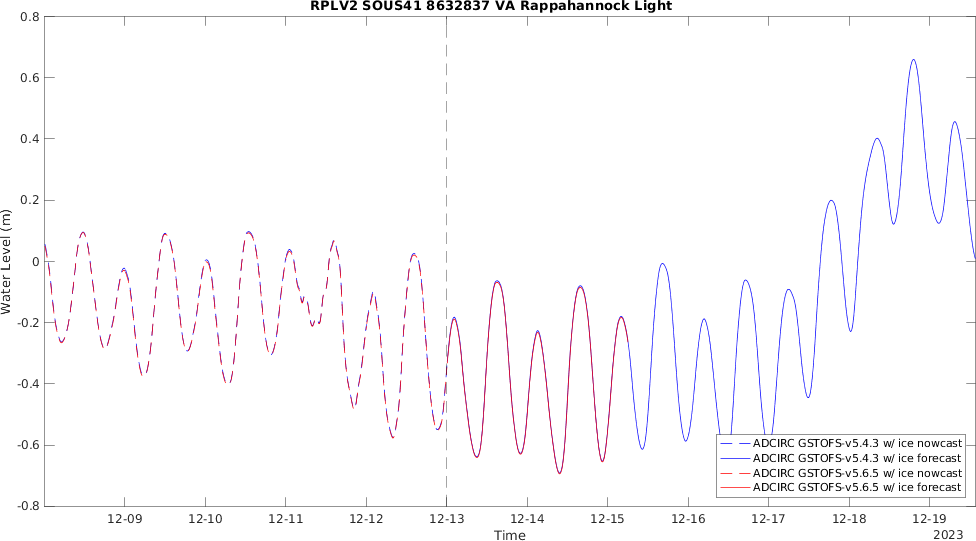 RPLV2 SOUS41 8632837 VA Rappahannock Light
0.8
0.6
0.4
0.2
0
-0.2
-0.4
-0.6
-0.8
Water Level (m)
ADCIRC GSTOFS-v5.4.3 w/ ice nowcast
ADCIRC GSTOFS-v5.4.3 w/ ice forecast
ADCIRC GSTOFS-v5.6.5 w/ ice nowcast
ADCIRC GSTOFS-v5.6.5 w/ ice forecast
12-09 12-10 12-11 12-12 12-13 12-14 12-15 12-16 12-17 12-18 12-19
Time
2023